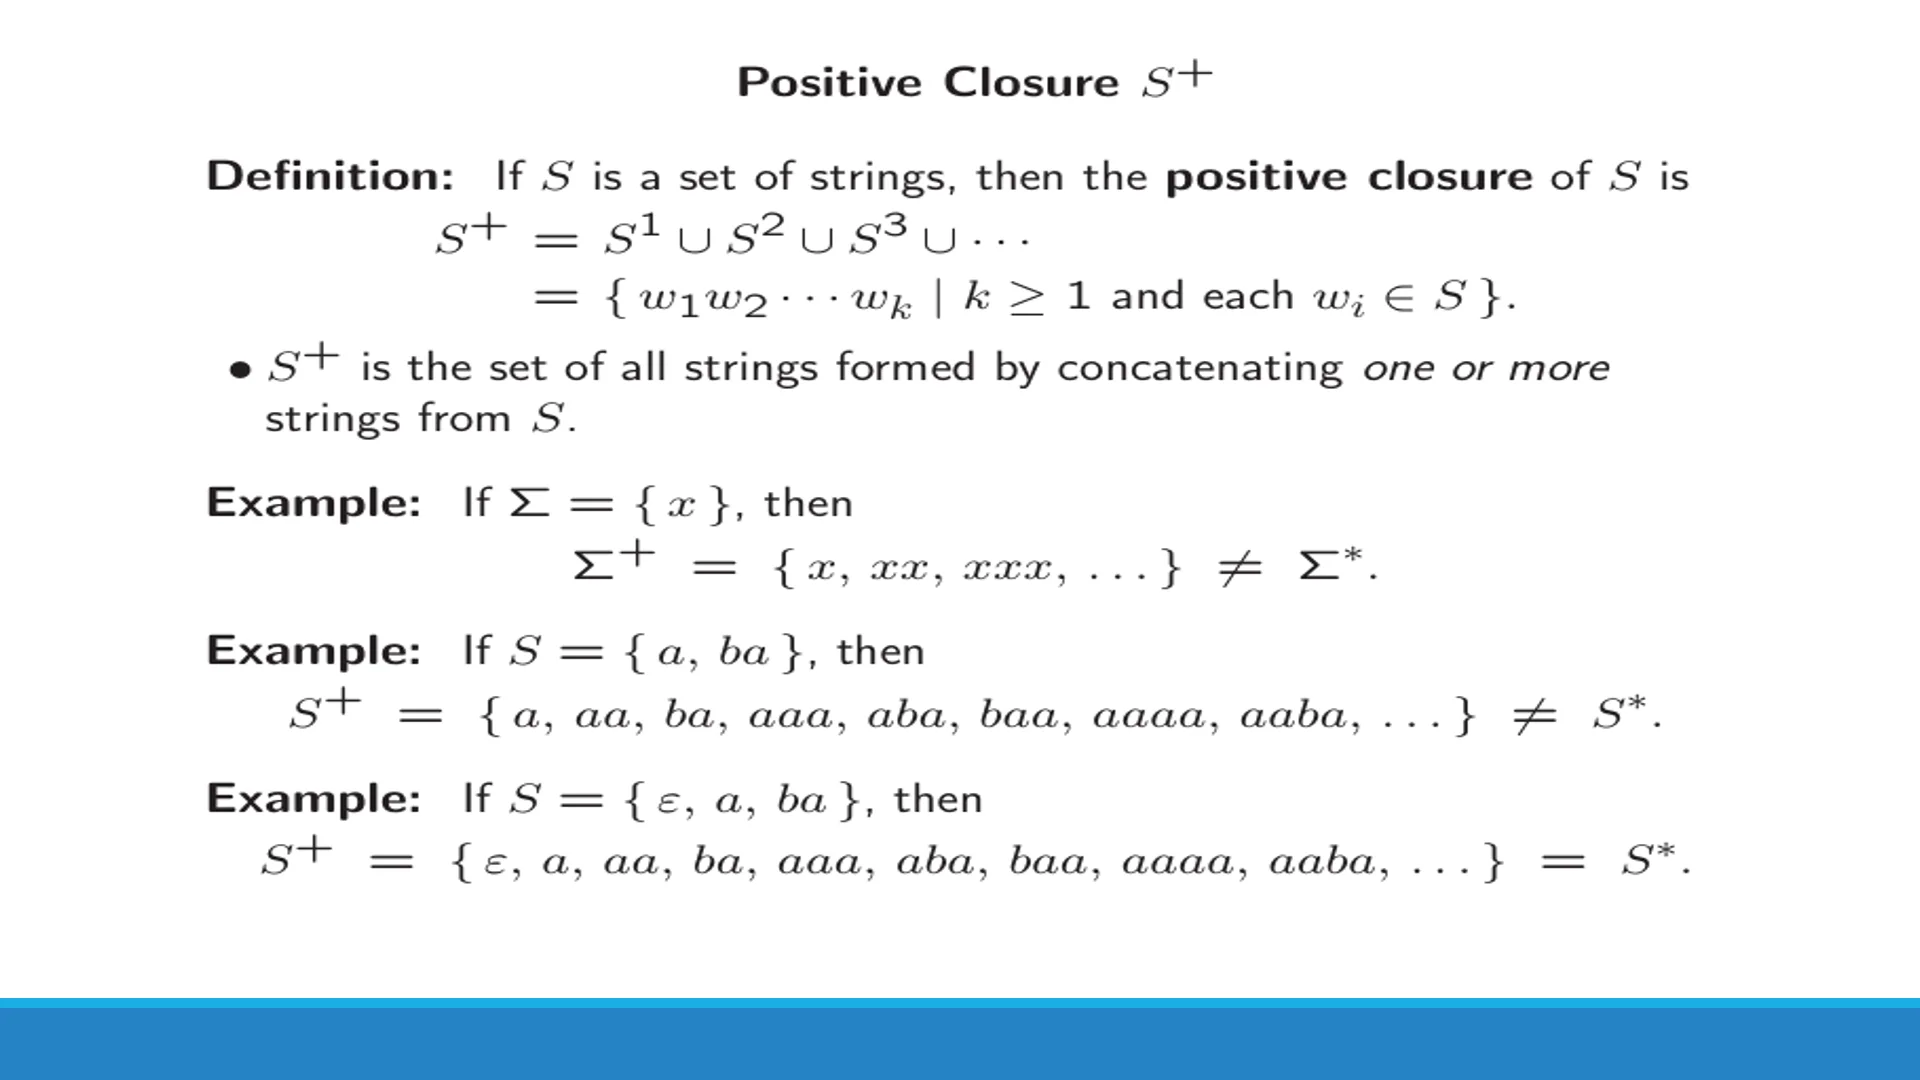 Positive Closure S⁺
Definition: If S is a set of strings, then the positive closure of S is
S⁺ = S¹ ∪ S² ∪ S³ ∪ ···
= { w₁w₂ ··· wₖ | k ≥ 1 and each wᵢ ∈ S }.
• S⁺ is the set of all strings formed by concatenating one or more
strings from S.
Example: If Σ = { x }, then
Σ⁺ = { x, xx, xxx, ... } ≠ Σ*.
Example: If S = { a, ba }, then
S⁺ = { a, aa, ba, aaa, aba, baa, aaaa, aaba, ... } ≠ S*.
Example: If S = { ε, a, ba }, then
S⁺ = { ε, a, aa, ba, aaa, aba, baa, aaaa, aaba, ... } = S*.